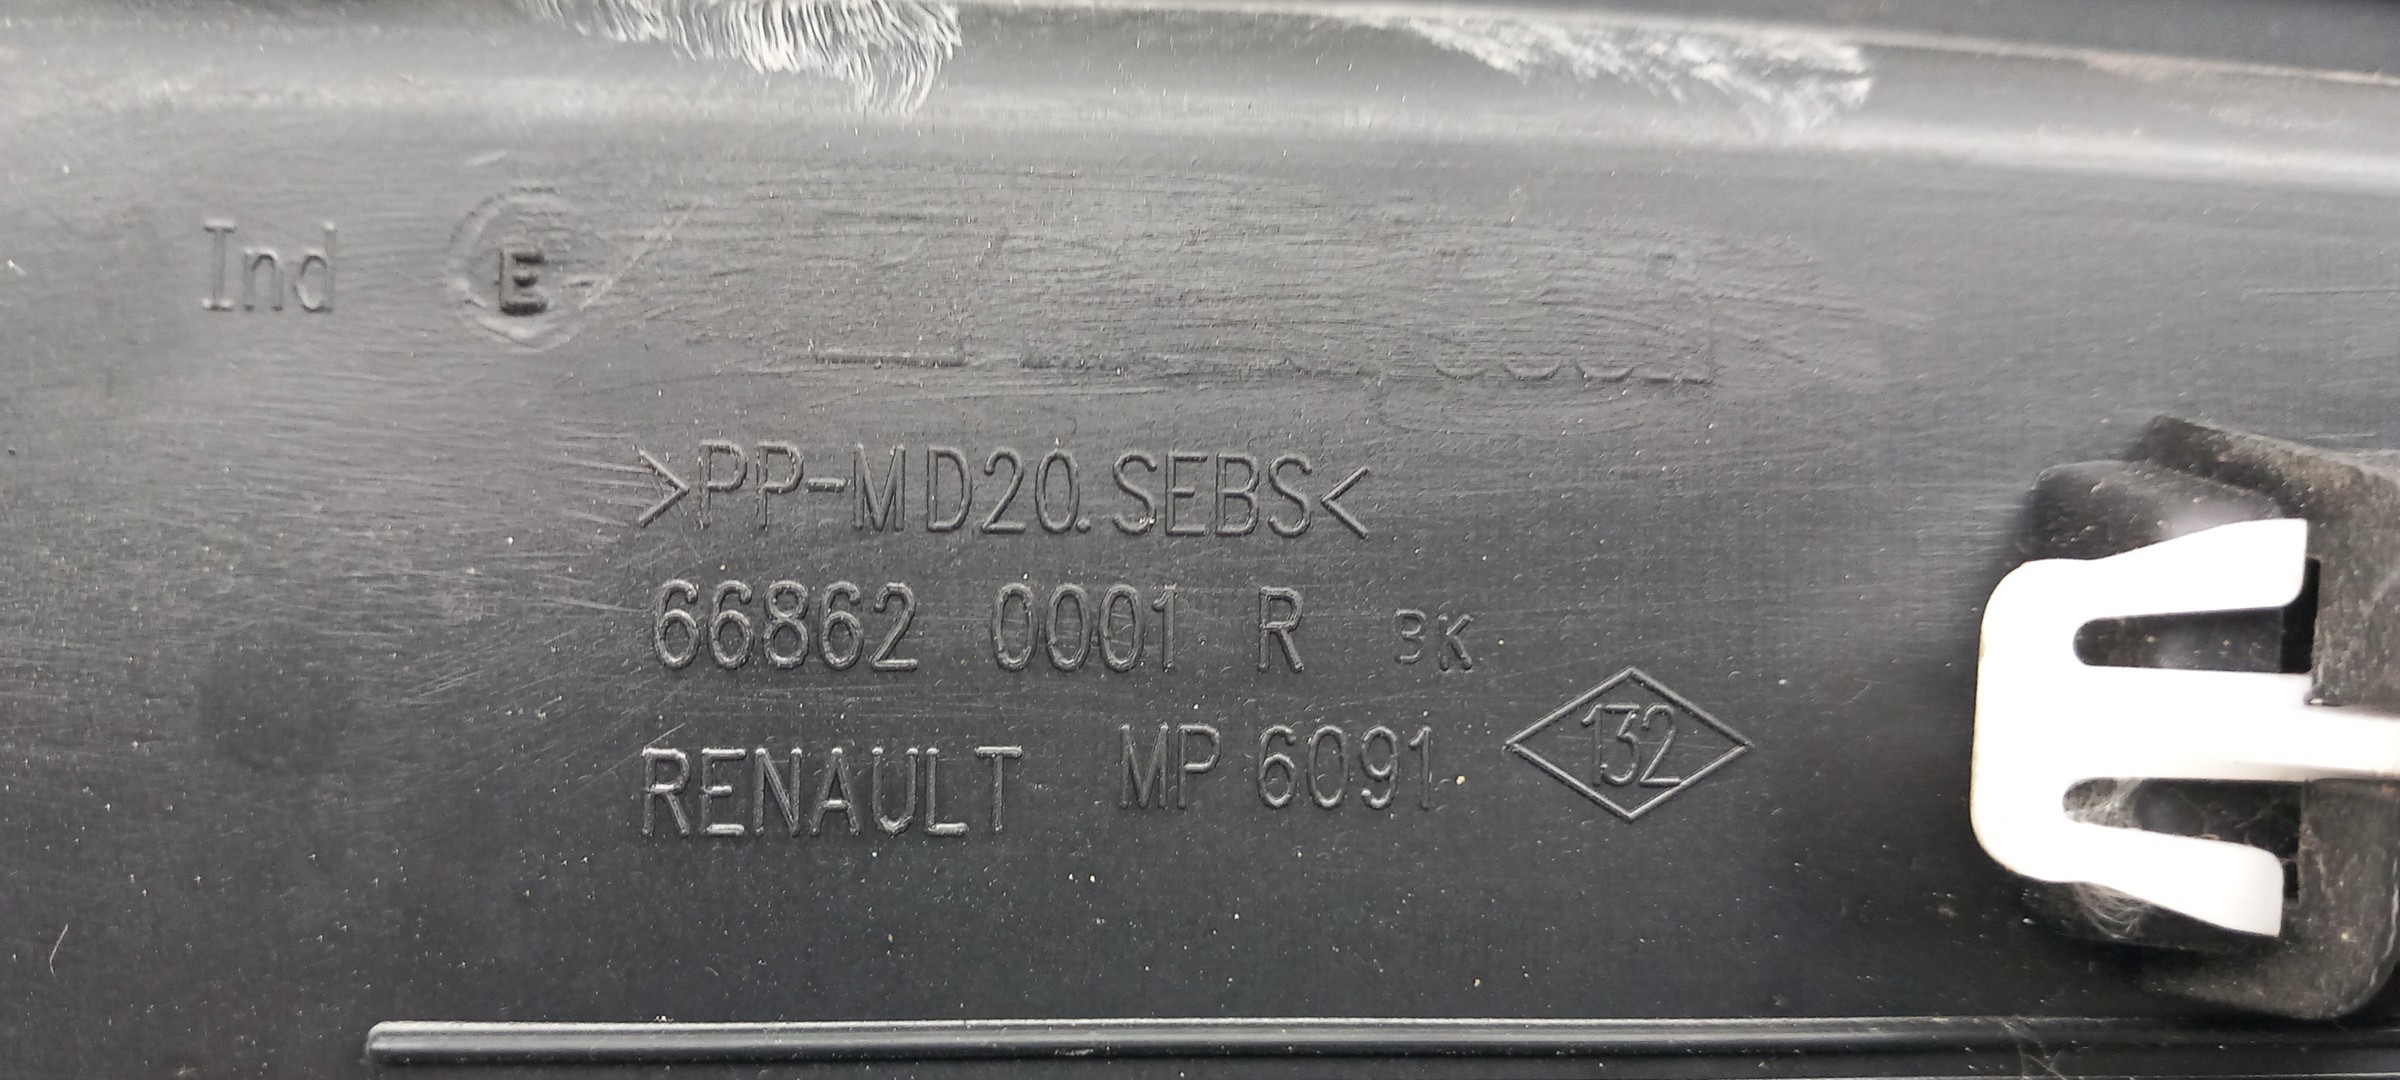 Ind E
>PP-MD20.SEBS<
66862 0001 R BK
RENAULT MP 6091 132